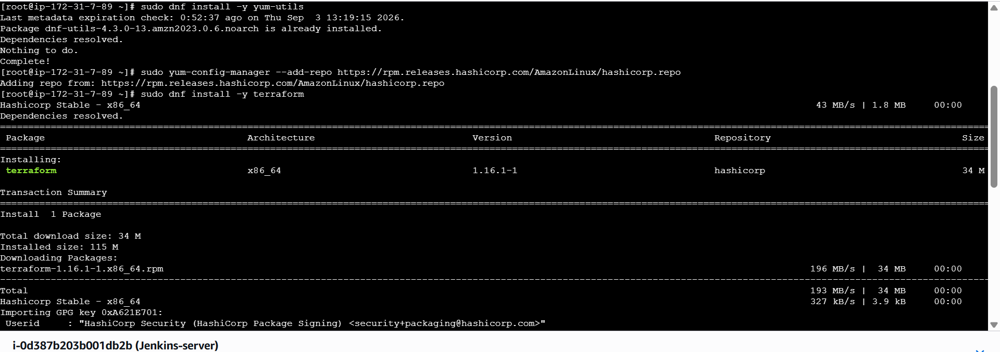 [root@ip-172-31-7-89 ~]# sudo dnf install -y yum-utils
Last metadata expiration check: 0:52:37 ago on Thu Sep  3 13:19:15 2026.
Package dnf-utils-4.3.0-13.amzn2023.0.6.noarch is already installed.
Dependencies resolved.
Nothing to do.
Complete!
[root@ip-172-31-7-89 ~]# sudo yum-config-manager --add-repo https://rpm.releases.hashicorp.com/AmazonLinux/hashicorp.repo
Adding repo from: https://rpm.releases.hashicorp.com/AmazonLinux/hashicorp.repo
[root@ip-172-31-7-89 ~]# sudo dnf install -y terraform
Hashicorp Stable - x86_64 43 MB/s | 1.8 MB 00:00
Dependencies resolved.
Package Architecture Version Repository Size
Installing:
terraform x86_64 1.16.1-1 hashicorp 34 M
Transaction Summary
Install  1 Package
Total download size: 34 M
Installed size: 115 M
Downloading Packages:
terraform-1.16.1-1.x86_64.rpm 196 MB/s |  34 MB 00:00
Total 193 MB/s |  34 MB 00:00
Hashicorp Stable - x86_64 327 kB/s | 3.9 kB 00:00
Importing GPG key 0xA621E701:
Userid     : "HashiCorp Security (HashiCorp Package Signing) <security+packaging@hashicorp.com>"
i-0d387b203b001db2b (Jenkins-server)